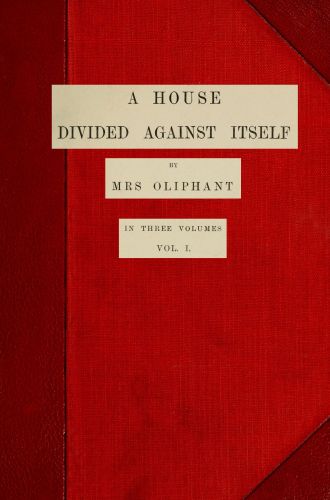 A HOUSE
DIVIDED AGAINST ITSELF
BY
MRS OLIPHANT
IN THREE VOLUMES
VOL. I.